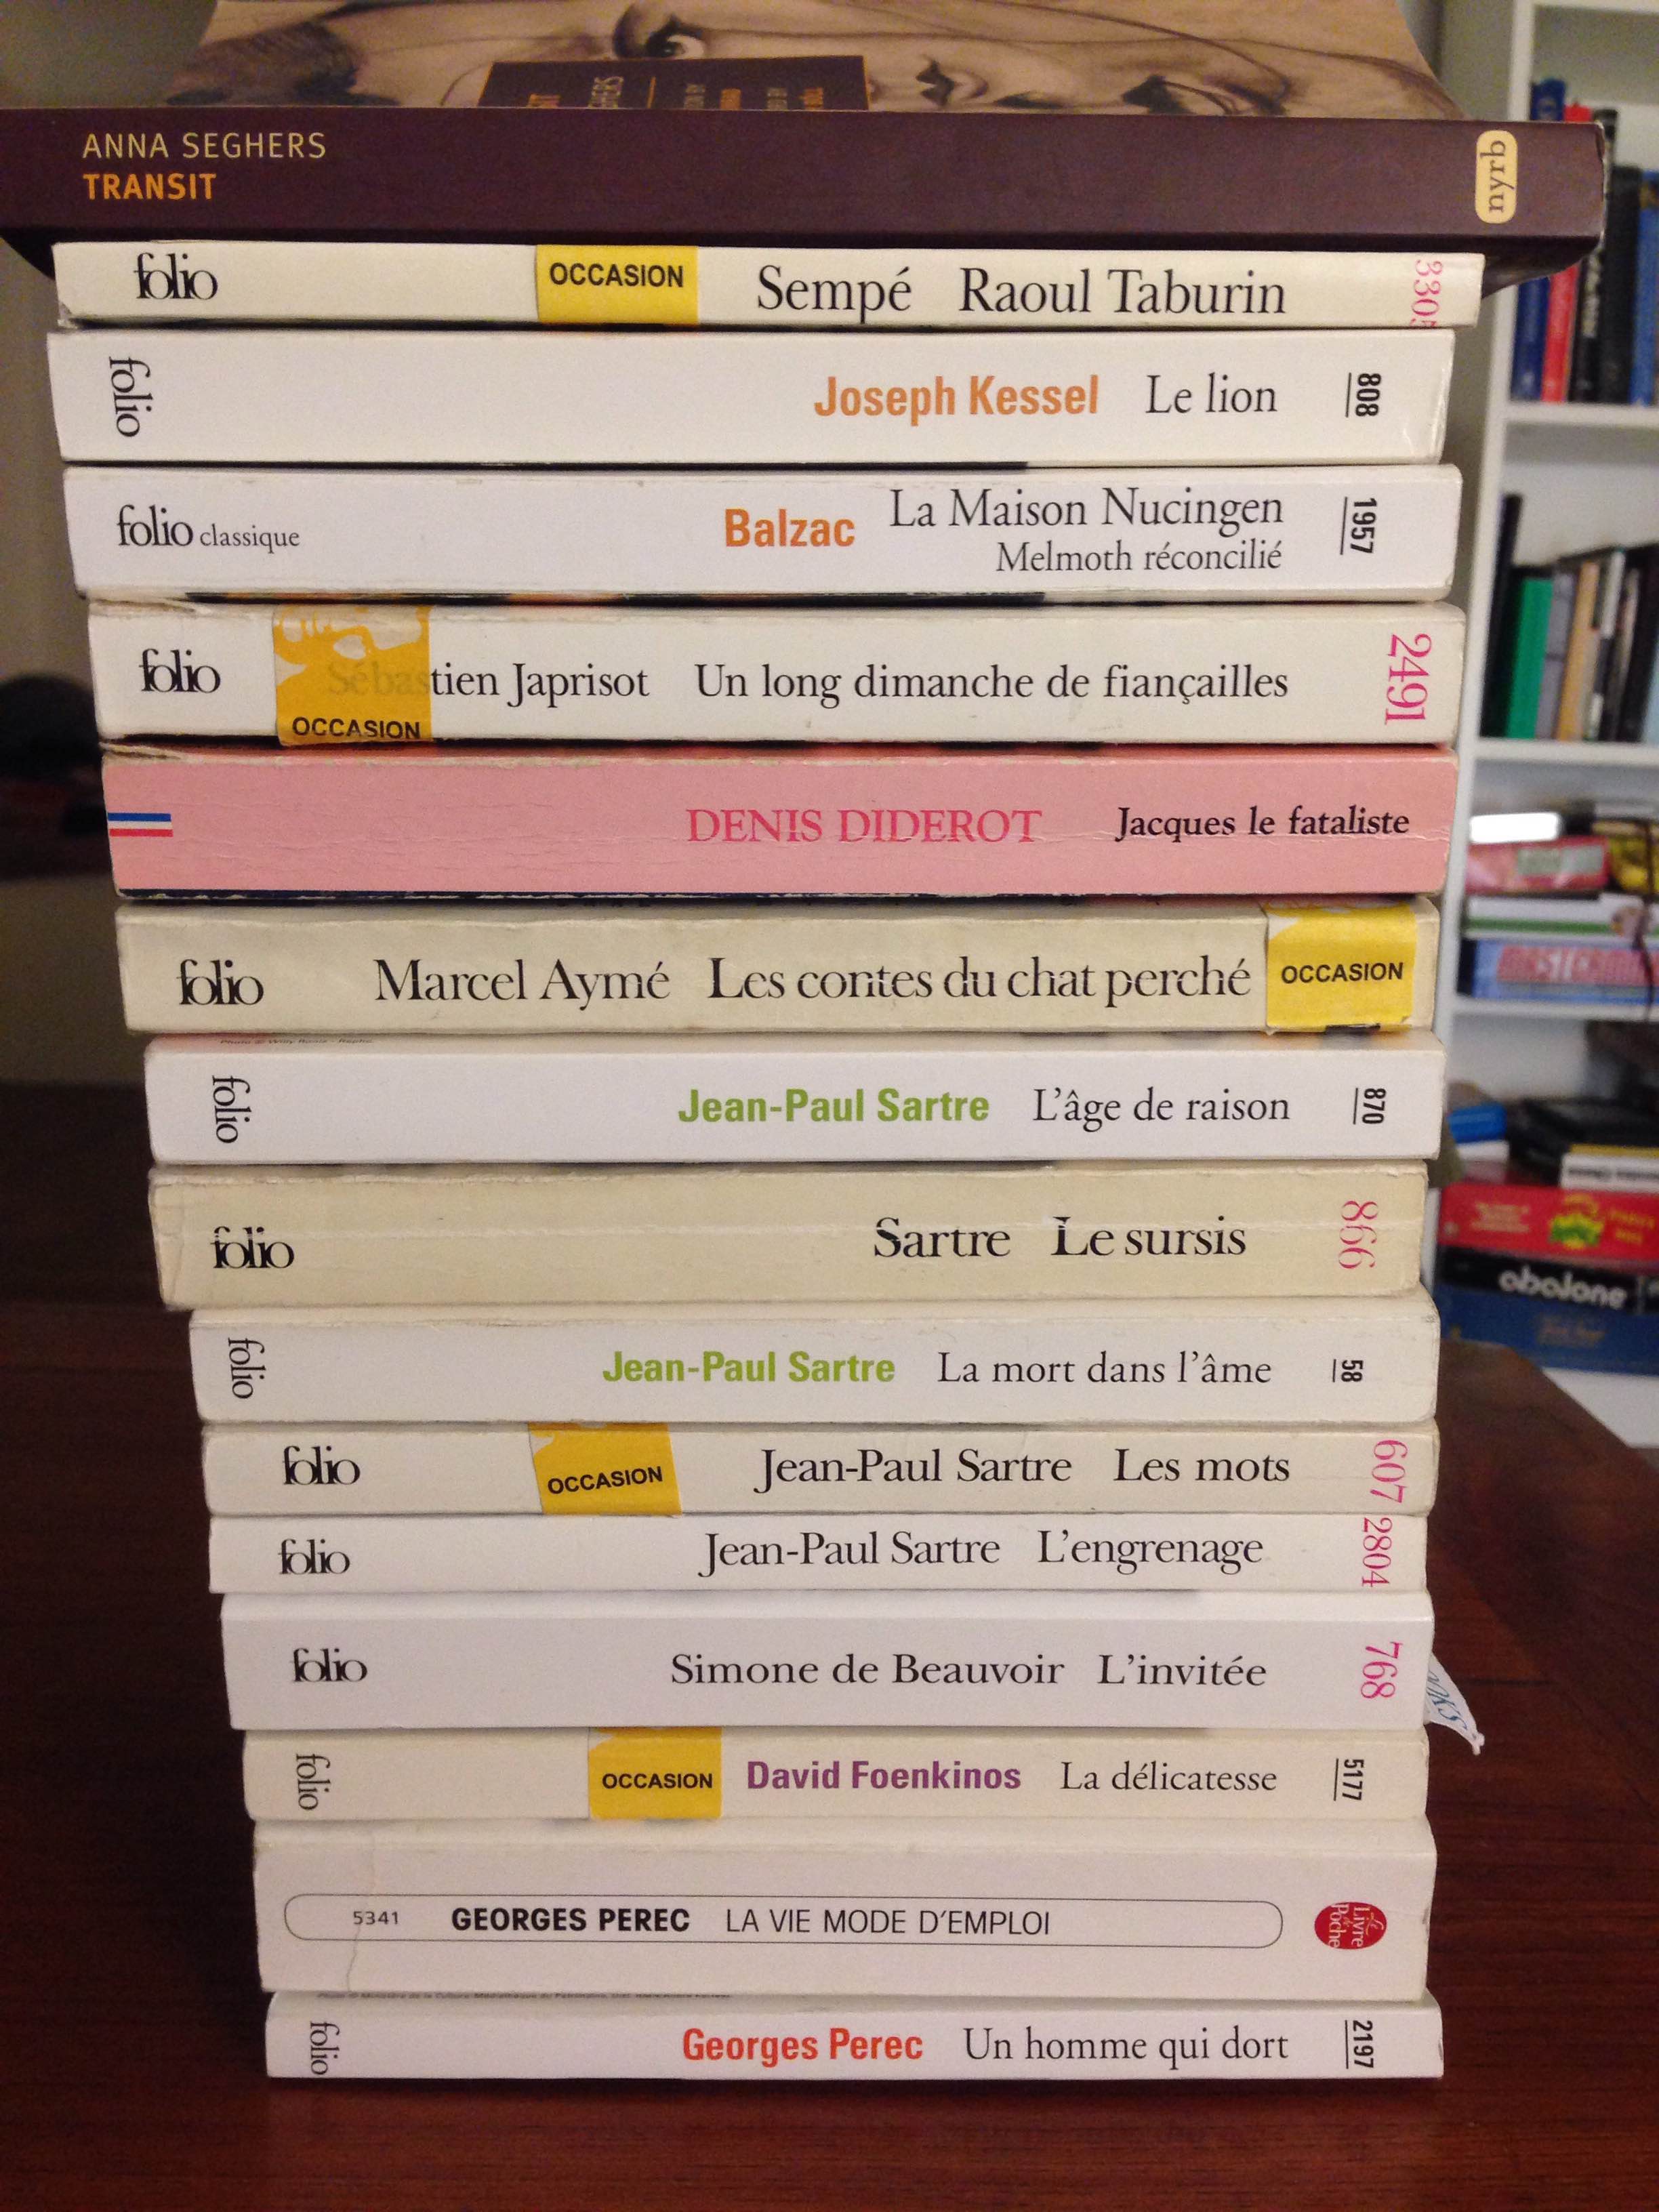 ANNA SEGHERS
TRANSIT
nyrb
folio OCCASION Sempé Raoul Taburin 3305
folio Joseph Kessel Le lion 808
folio classique Balzac La Maison Nucingen 1957
Melmoth réconcilié
folio Sébastien Japrisot Un long dimanche de fiançailles 2491
OCCASION
DENIS DIDEROT Jacques le fataliste
folio Marcel Aymé Les contes du chat perché OCCASION
folio Jean-Paul Sartre L'âge de raison 870
folio Sartre Le sursis 866
folio Jean-Paul Sartre La mort dans l'âme 58
folio OCCASION Jean-Paul Sartre Les mots 607
folio Jean-Paul Sartre L'engrenage 2804
folio Simone de Beauvoir L'invitée 768
folio OCCASION David Foenkinos La délicatesse 5177
5341 GEORGES PEREC LA VIE MODE D'EMPLOI Le Livre de Poche
folio Georges Perec Un homme qui dort 2197
abalone